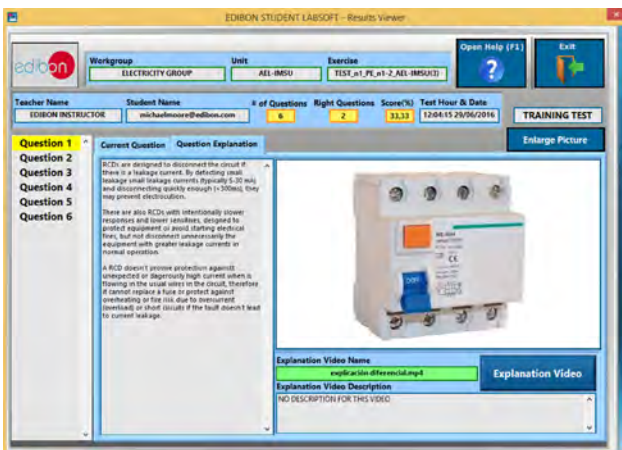 EDIBON STUDENT LABSOFT - Results Viewer
edibon
Workgroup
ELECTRICITY GROUP
Unit
AEL-IMSU
Exercise
TEST_n1_PE_n1-2_AEL-IMSU(I)
Open Help (F1)
?
Exit
Teacher Name
EDIBON INSTRUCTOR
Student Name
michaelmoore@edibon.com
# of Questions
6
Right Questions
2
Score(%)
33,33
Test Hour & Date
12:04:15 29/06/2016
TRAINING TEST
Enlarge Picture
Question 1
Question 2
Question 3
Question 4
Question 5
Question 6
Current Question
Question Explanation
RCDs are designed to disconnect the circuit if
there is a leakage current. By detecting small
leakage small leakage currents (typically 5-30 mA)
and disconnecting quickly enough (<300ms), they
may prevent electrocution.
There are also RCDs with intentionally slower
responses and lower sensitives, designed to
protect equipment or avoid starting electrical
fires, but not disconnect unnecessarily the
equipment with greater leakage currents in
normal operation.
A RCD doesn't provide protection against
unexpected or dagerously high current when is
flowing in the usual wires in the circuit, therefore
it cannot replace a fuse or protect against
overheating or fire risk due to overcurrent
(overload) or short circuits if the fault doesn't lead
to current leakage.
CE
Explanation Video Name
explicación diferencial.mp4
Explanation Video
Explanation Video Description
NO DESCRIPTION FOR THIS VIDEO